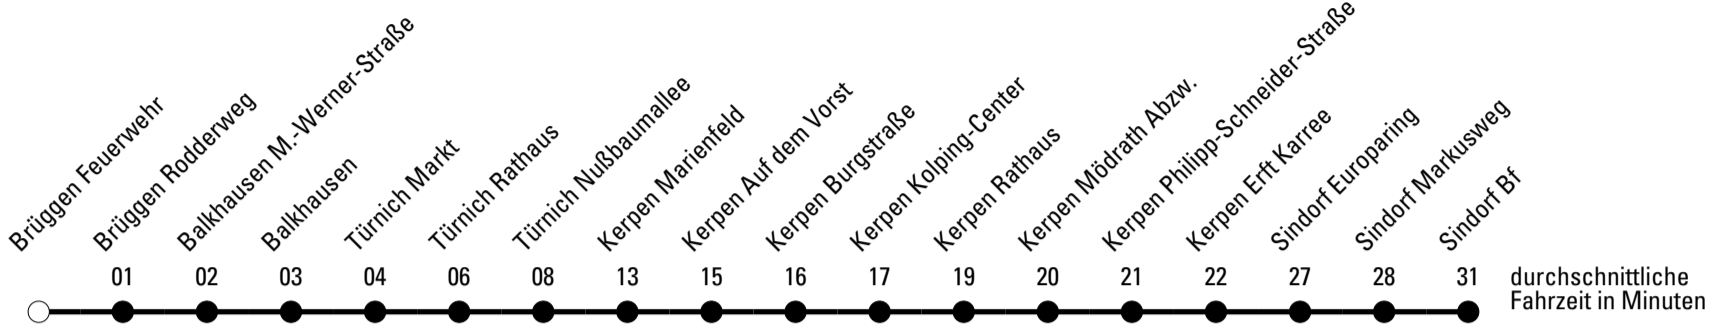 Brüggen Feuerwehr
Brüggen Rodderweg
Balkhausen M.-Werner-Straße
Balkhausen
Türnich Markt
Türnich Rathaus
Türnich Nußbaumallee
Kerpen Marienfeld
Kerpen Auf dem Vorst
Kerpen Burgstraße
Kerpen Kolping-Center
Kerpen Rathaus
Kerpen Mödrath Abzw.
Kerpen Philipp-Schneider-Straße
Kerpen Erft Karree
Sindorf Europaring
Sindorf Markusweg
Sindorf Bf
01 02 03 04 06 08 13 15 16 17 19 20 21 22 27 28 31 durchschnittliche
Fahrzeit in Minuten